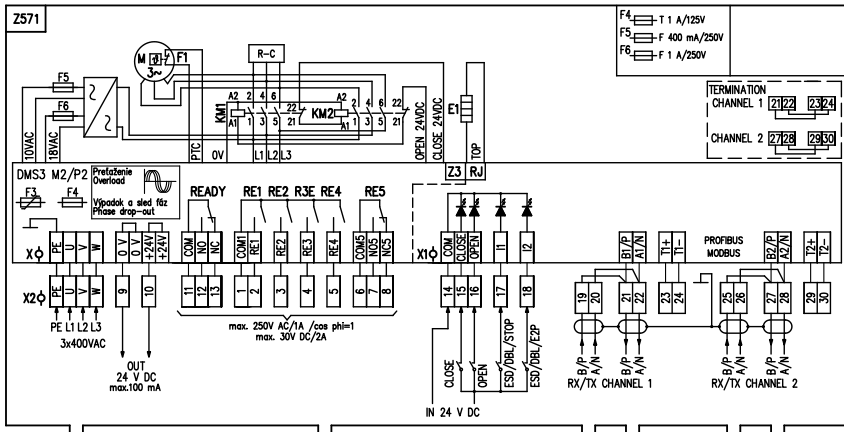 Z571
F4 T 1 A/125V
F5 F 400 mA/250V
F6 F 1 A/250V
M 3~
F1
R-C
F5
F6
KM1
A2 2 4 6 22
A1 1 3 5 21
KM2
A2 2 4 6 22
A1 1 3 5 21
E1
TERMINATION
CHANNEL 1 21 22 23 24
CHANNEL 2 27 28 29 30
10VAC
18VAC
PTC
0V
L1 L2 L3
OPEN 24VDC
CLOSE 24VDC
TOP
Z3 RJ
DMS3 M2/P2
F3
F4
Preťaženie
Overload
Výpadok a sled fáz
Phase drop-out
READY
RE1 RE2 R3E RE4
RE5
X
PE U V W
0 V
0 V
+24V
+24V
COM NO NC
COM1 RE1 RE2 RE3 RE4
COM5 NO5 NC5
X1
COM CLOSE OPEN I1 I2
B1/P A1/N T1+ T1-
PROFIBUS
MODBUS
B2/P A2/N T2+ T2-
X2
PE U V W
9 10 11 12 13 1 2 3 4 5 6 7 8
14 15 16 17 18
19 20 21 22 23 24
25 26 27 28 29 30
PE L1 L2 L3
3x400VAC
OUT
24 V DC
max.100 mA
max. 250V AC/1A /cos phi=1
max. 30V DC/2A
CLOSE
OPEN
ESD/DBL/STOP
ESD/DBL/E2P
IN 24 V DC
B/P A/N B/P A/N
RX/TX CHANNEL 1
B/P A/N B/P A/N
RX/TX CHANNEL 2